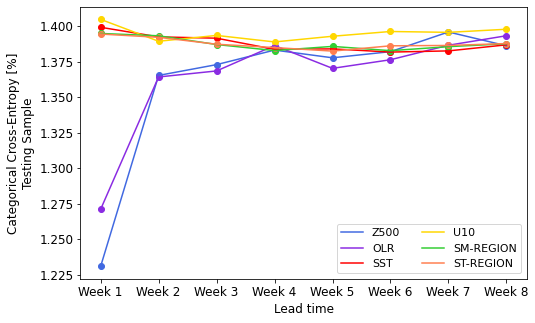 Categorical Cross-Entropy [%]
Testing Sample
1.400
1.375
1.350
1.325
1.300
1.275
1.250
1.225
Z500
OLR
SST
U10
SM-REGION
ST-REGION
Week 1 Week 2 Week 3 Week 4 Week 5 Week 6 Week 7 Week 8
Lead time